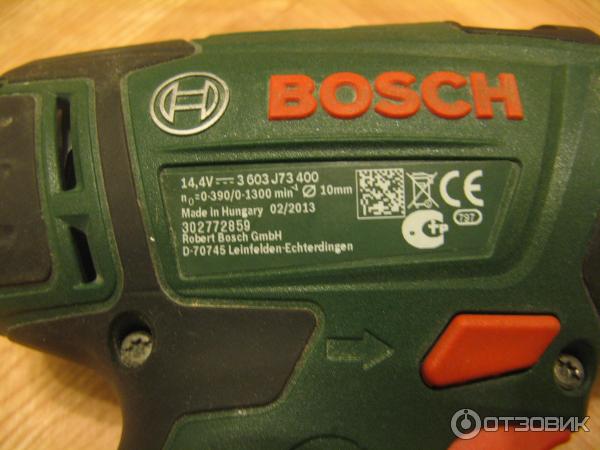 BOSCH
14,4V⎓ 3 603 J73 400
n₀=0-390/0-1300 min⁻¹ Ø 10mm
Made in Hungary 02/2013
302772859
Robert Bosch GmbH
D-70745 Leinfelden-Echterdingen
CE
797
ОТЗОВИК